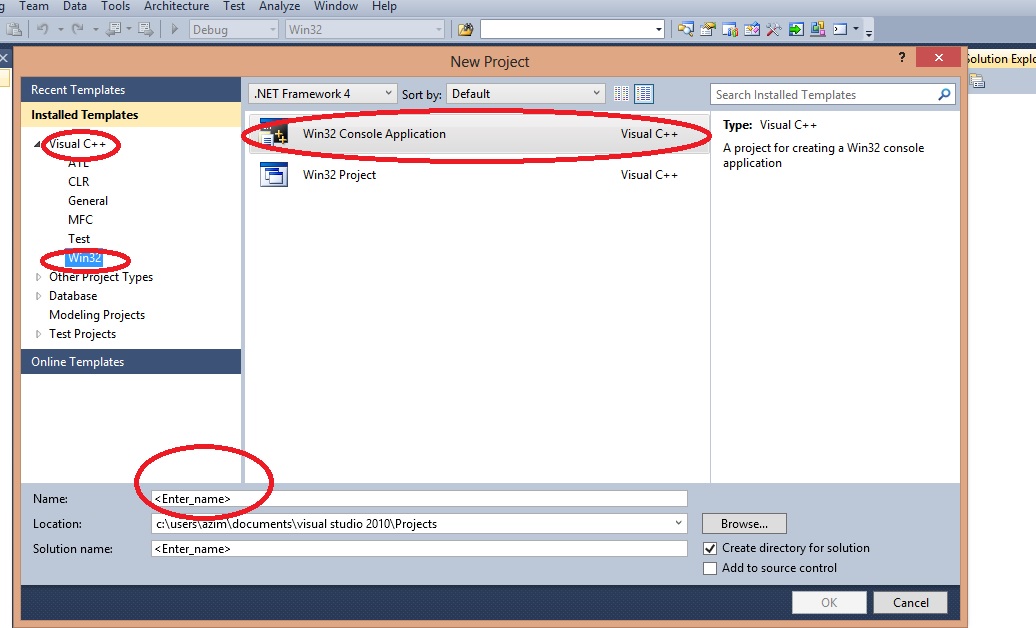 Team Data Tools Architecture Test Analyze Window Help
Debug Win32
New Project
?
Solution Explo
Recent Templates
Installed Templates
Visual C++
ATL
CLR
General
MFC
Test
Win32
Other Project Types
Database
Modeling Projects
Test Projects
Online Templates
.NET Framework 4 Sort by: Default
Win32 Console Application Visual C++
Win32 Project Visual C++
Search Installed Templates
Type: Visual C++
A project for creating a Win32 console
application
Name: <Enter_name>
Location: c:\users\azim\documents\visual studio 2010\Projects Browse...
Solution name: <Enter_name>
Create directory for solution
Add to source control
OK Cancel